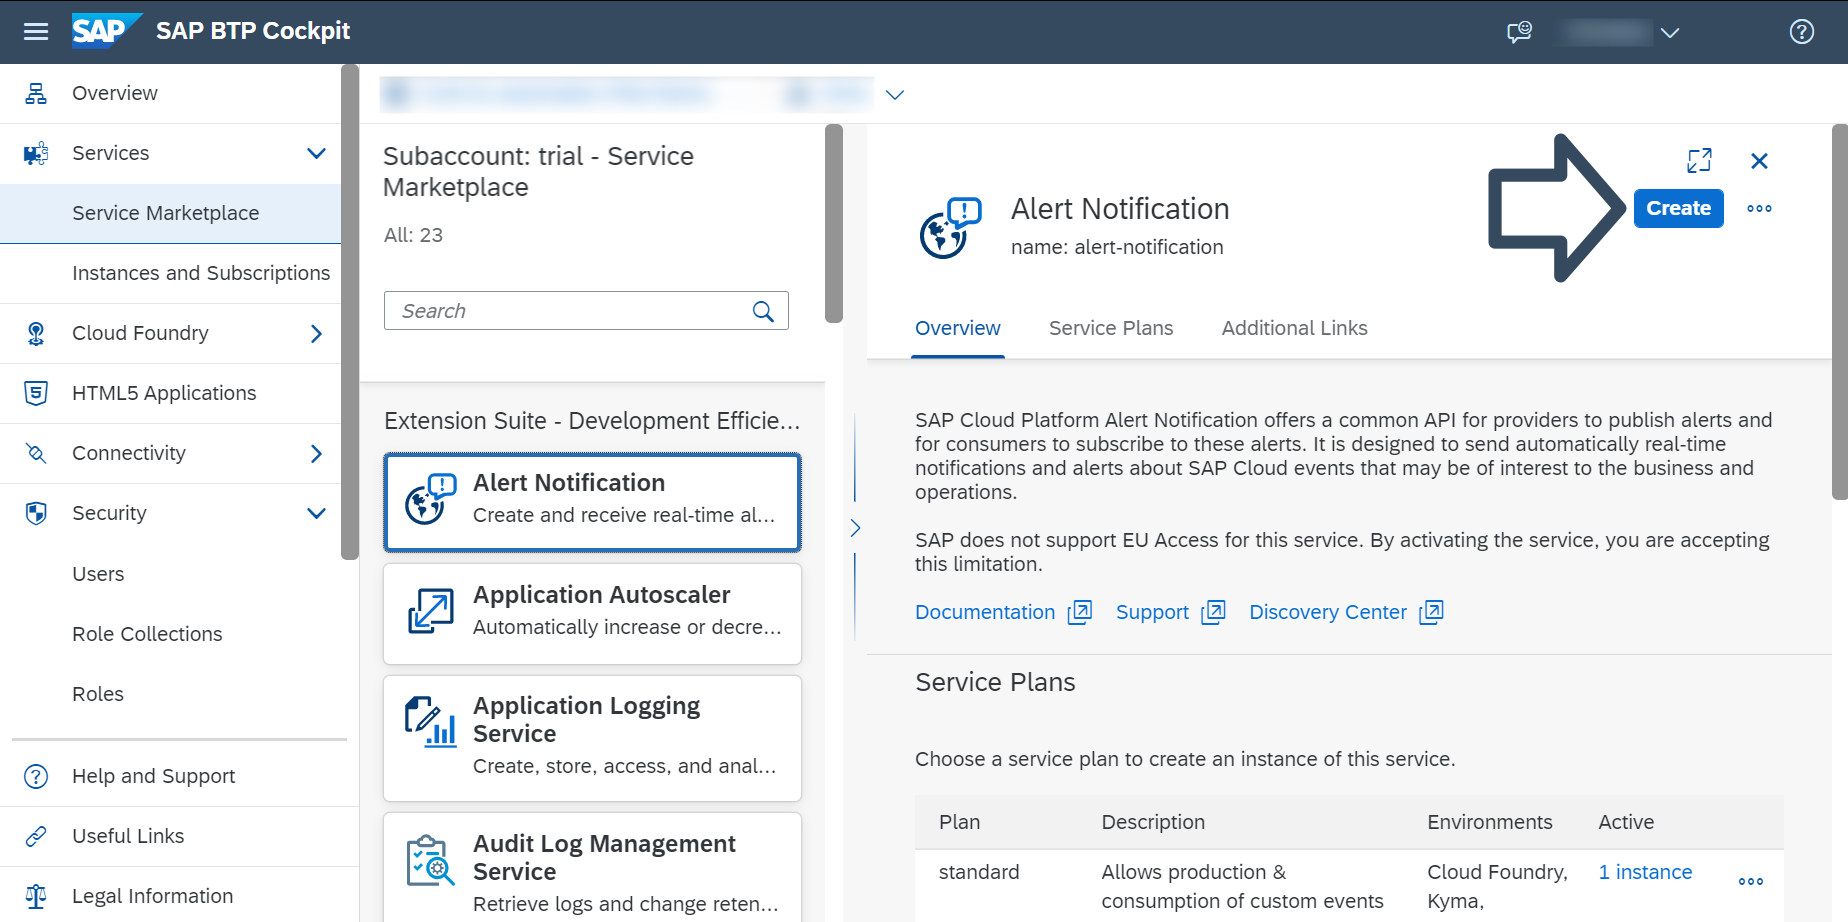 SAP SAP BTP Cockpit
Overview
Services
Service Marketplace
Instances and Subscriptions
Cloud Foundry
HTML5 Applications
Connectivity
Security
Users
Role Collections
Roles
Help and Support
Useful Links
Legal Information
Subaccount: trial - Service
Marketplace
All: 23
Search
Extension Suite - Development Efficie...
Alert Notification
Create and receive real-time al...
Application Autoscaler
Automatically increase or decre...
Application Logging
Service
Create, store, access, and anal...
Audit Log Management
Service
Retrieve logs and change reten...
Alert Notification
name: alert-notification
Create
Overview Service Plans Additional Links
SAP Cloud Platform Alert Notification offers a common API for providers to publish alerts and
for consumers to subscribe to these alerts. It is designed to send automatically real-time
notifications and alerts about SAP Cloud events that may be of interest to the business and
operations.
SAP does not support EU Access for this service. By activating the service, you are accepting
this limitation.
Documentation Support Discovery Center
Service Plans
Choose a service plan to create an instance of this service.
Plan Description Environments Active
standard Allows production & Cloud Foundry, 1 instance
consumption of custom events Kyma,